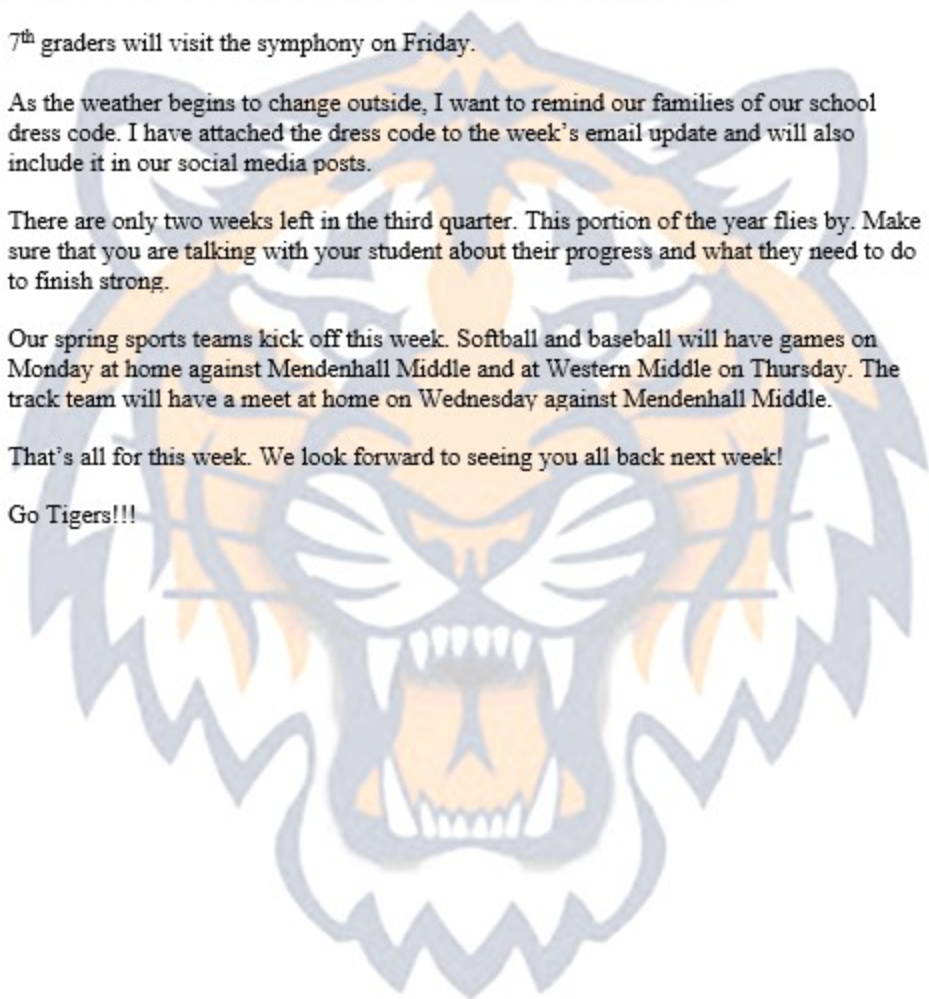 7th graders will visit the symphony on Friday.
As the weather begins to change outside, I want to remind our families of our school
dress code. I have attached the dress code to the week's email update and will also
include it in our social media posts.
There are only two weeks left in the third quarter. This portion of the year flies by. Make
sure that you are talking with your student about their progress and what they need to do
to finish strong.
Our spring sports teams kick off this week. Softball and baseball will have games on
Monday at home against Mendenhall Middle and at Western Middle on Thursday. The
track team will have a meet at home on Wednesday against Mendenhall Middle.
That's all for this week. We look forward to seeing you all back next week!
Go Tigers!!!